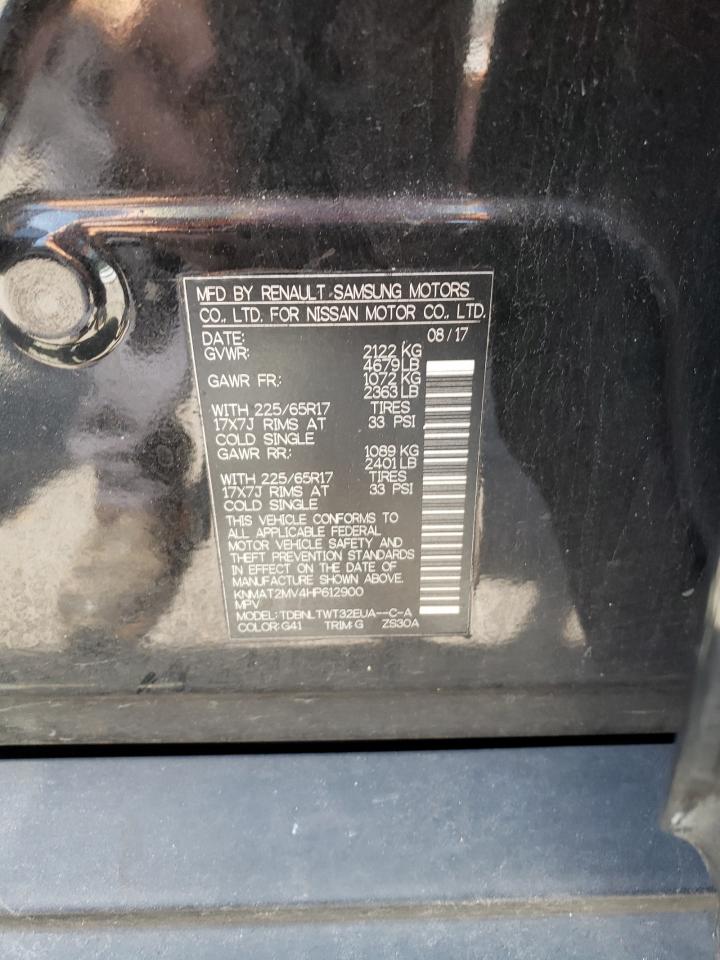 MFD BY RENAULT SAMSUNG MOTORS
CO., LTD. FOR NISSAN MOTOR CO., LTD.
DATE: 08/17
GVWR: 2122 KG
4679 LB
GAWR FR: 1072 KG
2363 LB
WITH 225/65R17 TIRES
17X7J RIMS AT 33 PSI
COLD SINGLE
GAWR RR: 1089 KG
2401 LB
WITH 225/65R17 TIRES
17X7J RIMS AT 33 PSI
COLD SINGLE
THIS VEHICLE CONFORMS TO
ALL APPLICABLE FEDERAL
MOTOR VEHICLE SAFETY AND
THEFT PREVENTION STANDARDS
IN EFFECT ON THE DATE OF
MANUFACTURE SHOWN ABOVE.
KNMAT2MV4HP612900
MPV
MODEL: TDBNLTWT32EUA--C-A
COLOR: G41 TRIM: G ZS30A